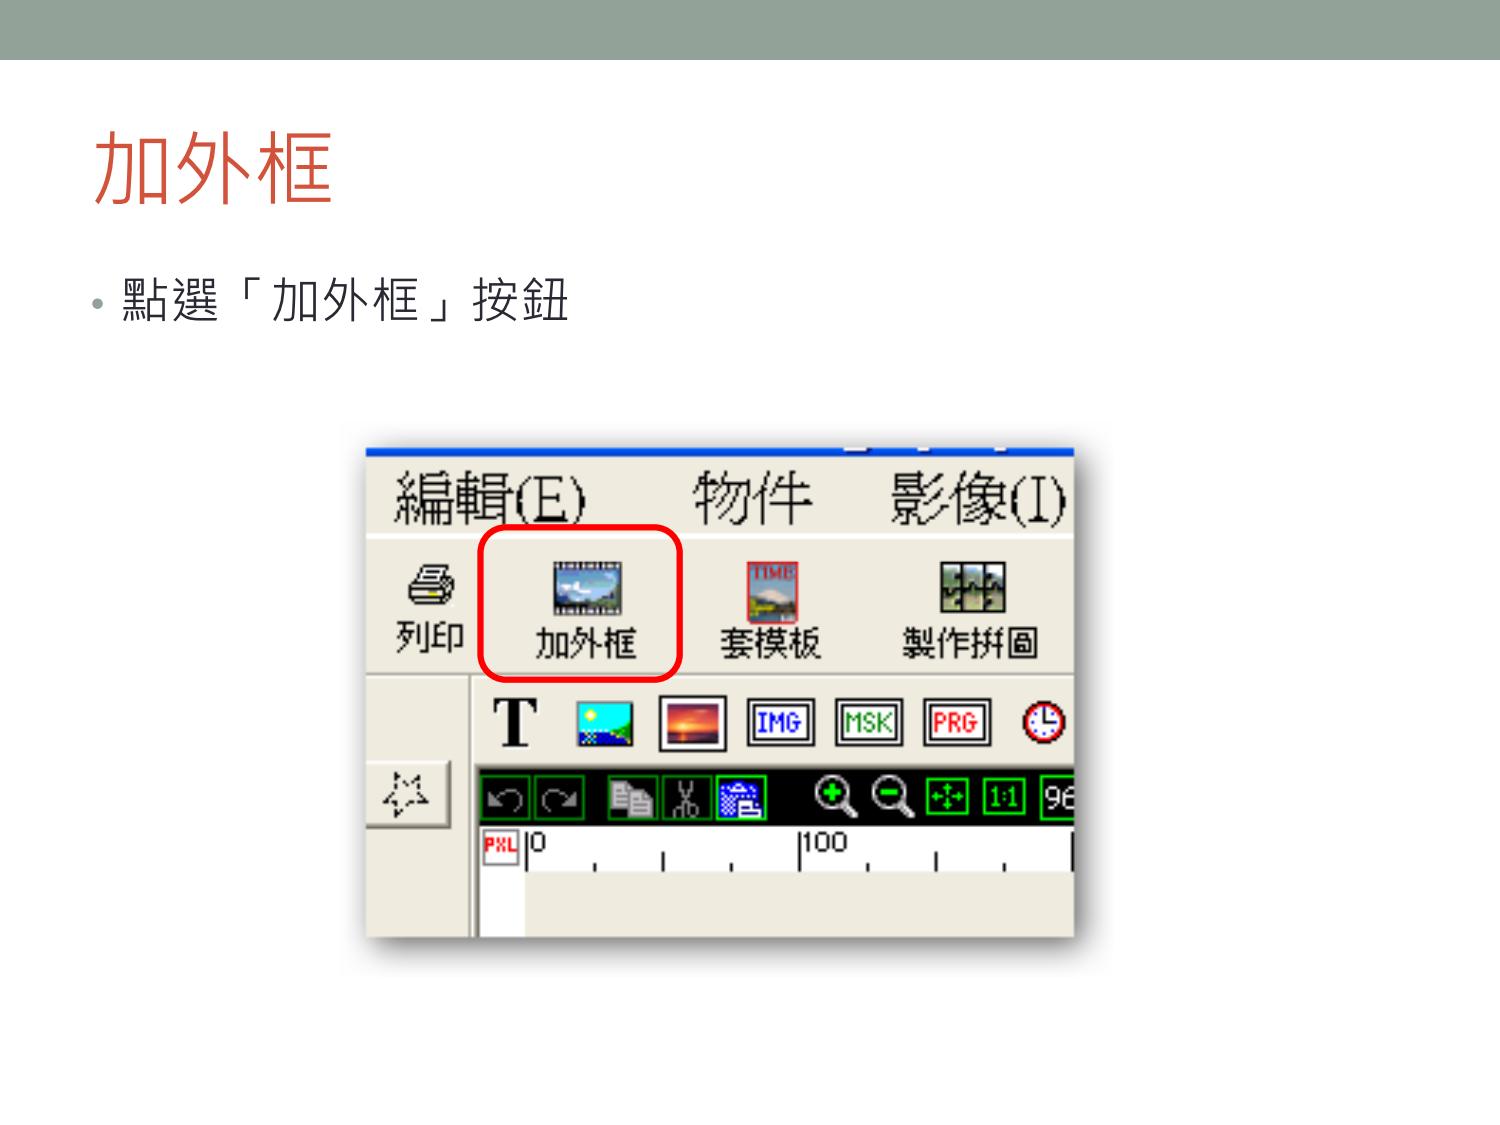 加外框
• 點選「加外框」按鈕
編輯(E) 物件 影像(I)
TIME
列印 加外框 套模板 製作拼圖
T IMG MSK PRG
1:1 96
PXL 0 100